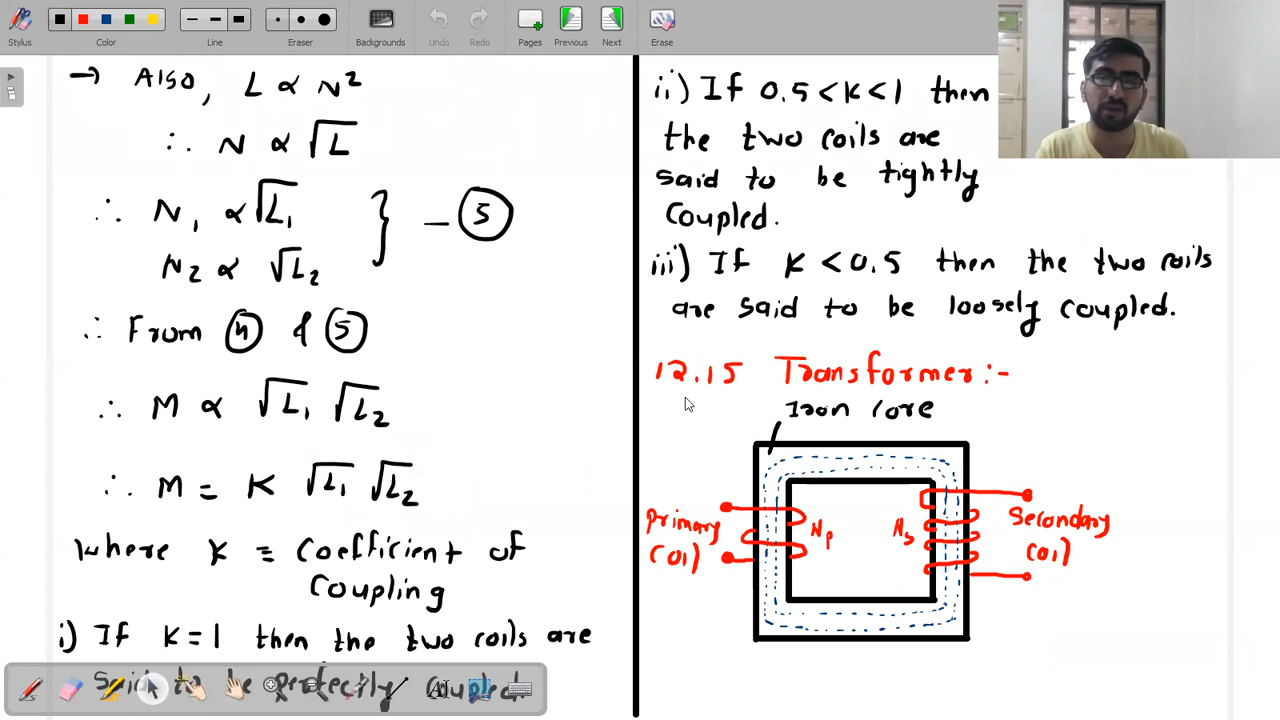 Stylus
Color
Line
Eraser
Backgrounds
Undo
Redo
Pages
Previous
Next
Erase
→ Also, L ∝ N²
∴ N ∝ √L
∴ N₁ ∝ √L₁
N₂ ∝ √L₂ } - ⑤
∴ From ④ & ⑤
∴ M ∝ √L₁ √L₂
∴ M = K √L₁ √L₂
where K = Coefficient of
Coupling
i) If K=1 then the two coils are
said to be perfectly coupled.
ii) If 0.5 < K < 1 then
the two coils are
said to be tightly
Coupled.
iii) If K < 0.5 then the two coils
are said to be loosely coupled.
12.15 Transformer:-
Iron Core
Primary
Coil
Np
Ns
Secondary
Coil